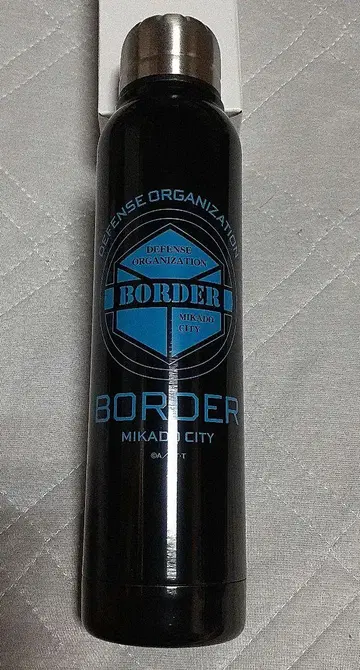 DEFENSE ORGANIZATION
DEFENSE
ORGANIZATION
BORDER
MIKADO
CITY
BORDER
MIKADO CITY